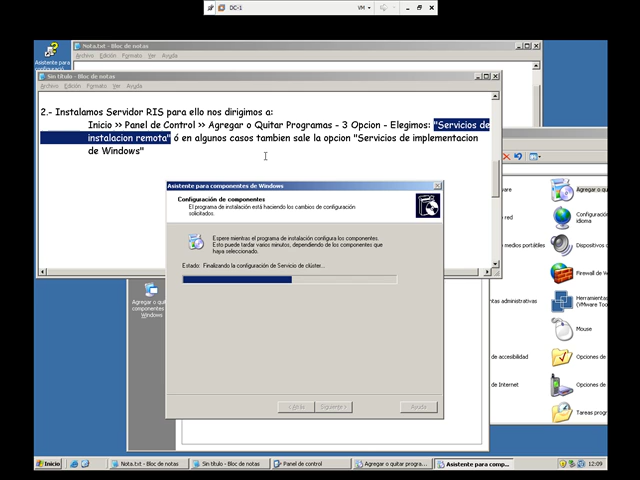 DC-1
VM
Asistente para
Nota.txt - Bloc de notas
Archivo Edición Formato Ver Ayuda
Sin título - Bloc de notas
Archivo Edición Formato Ver Ayuda
2.- Instalamos Servidor RIS para ello nos dirigimos a:
Inicio >> Panel de Control >> Agregar o Quitar Programas - 3 Opcion - Elegimos: "Servicios de
instalacion remota" ó en algunos casos tambien sale la opcion "Servicios de implementacion
de Windows"
Asistente para componentes de Windows
Configuración de componentes
El programa de instalación está haciendo los cambios de configuración
solicitados.
Espere mientras el programa de instalación configura los componentes.
Esto puede tardar varios minutos, dependiendo de los componentes que
haya seleccionado.
Estado: Finalizando la configuración de Servicio de clúster...
< Atrás Siguiente > Ayuda
Agregar o quitar
componentes de
Windows
Agregar o qu
Configuración
idioma
medios portátiles
Dispositivos o
Firewall de W
Herramientas
(VMware Too
Mouse
de accesibilidad
Opciones de
de Internet
Opciones de
Tareas progr
Inicio
Nota.txt - Bloc de notas
Sin título - Bloc de notas
Panel de control
Agregar o quitar progra...
Asistente para comp...
12:09